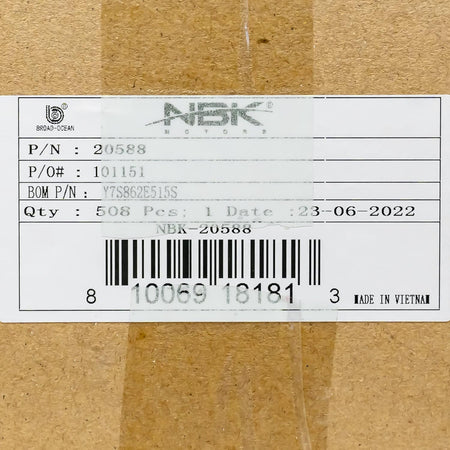 NBK®
MOTORS
BROAD-OCEAN
P/N : 20588
P/O# : 101151
BOM P/N : Y7S862E515S
Qty : 508 Pcs; 1 Date :23-06-2022
NBK-20588
8 10069 18181 3
MADE IN VIETNAM